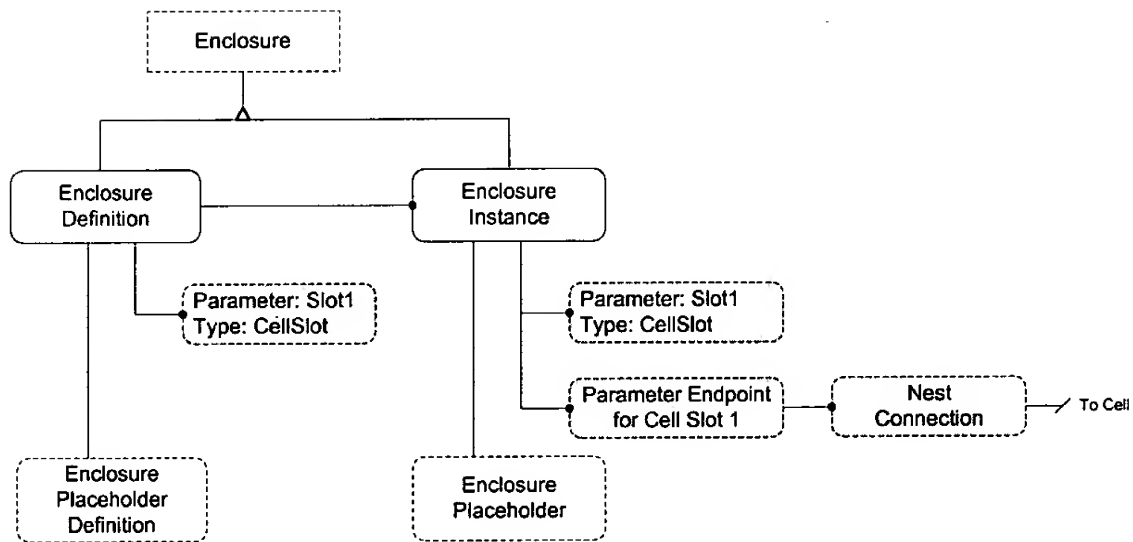 Enclosure
Enclosure
Definition
Enclosure
Instance
Parameter: Slot1
Type: CellSlot
Parameter: Slot1
Type: CellSlot
Parameter Endpoint
for Cell Slot 1
Nest
Connection
To Cell
Enclosure
Placeholder
Definition
Enclosure
Placeholder